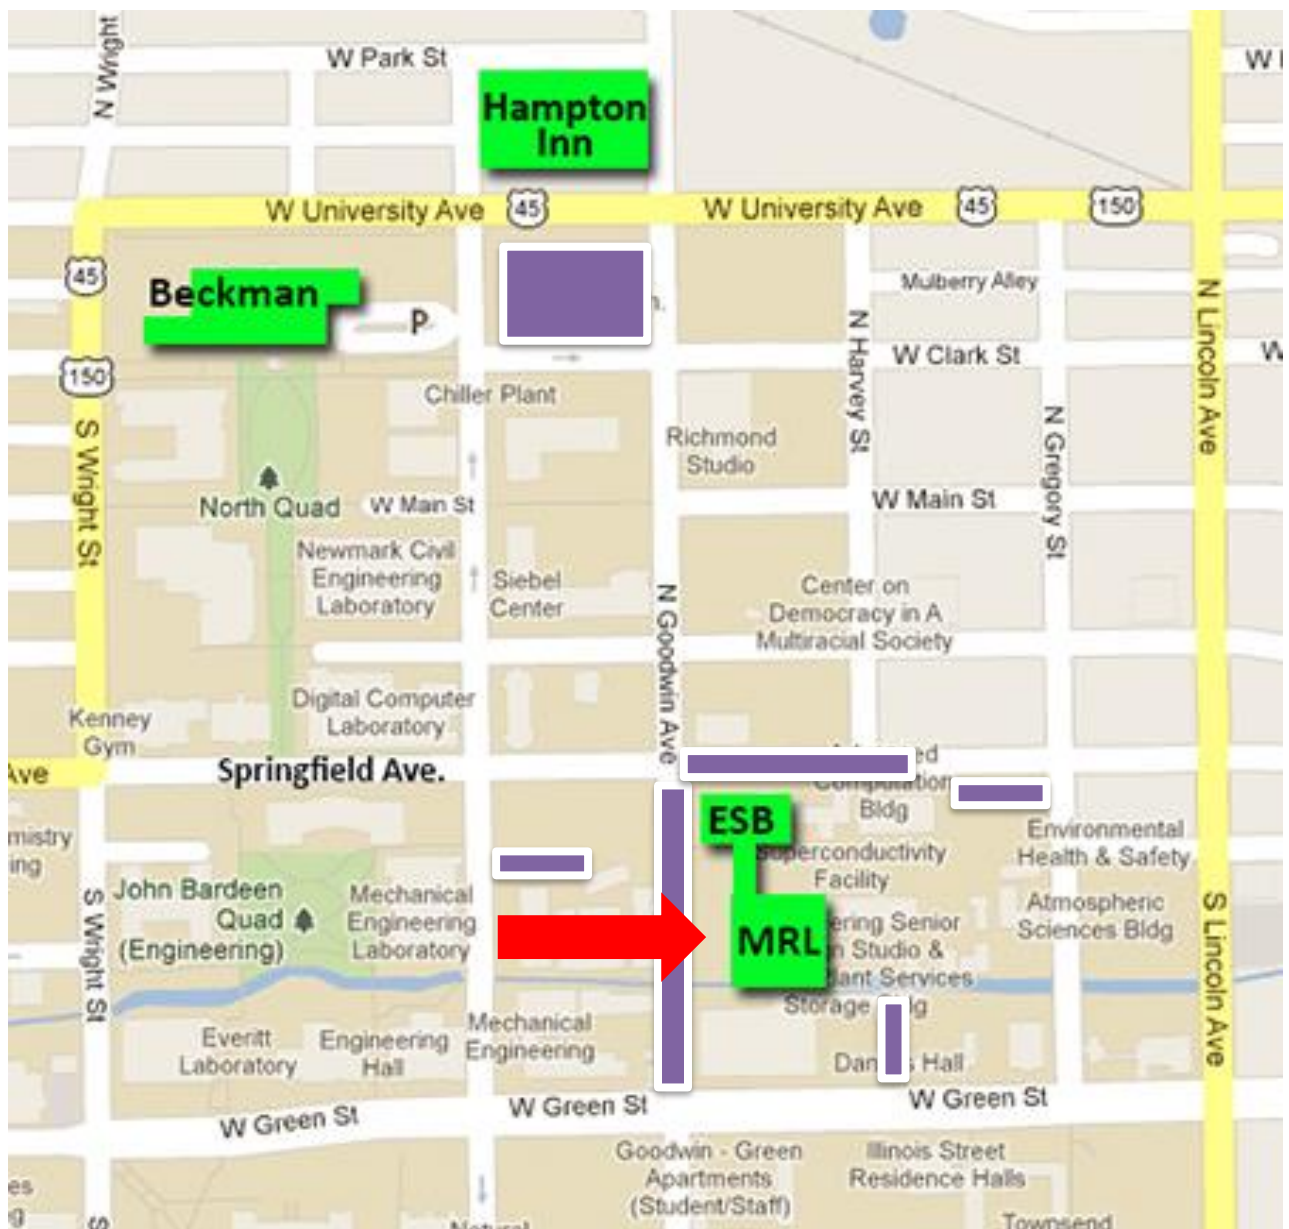 N Wright
W Park St
Hampton
Inn
W University Ave
45
W University Ave
45
150
45
Beckman
P
Mulberry Alley
N Harvey St
N Lincoln Ave
W Clark St
150
Chiller Plant
S Wright St
Richmond
Studio
N Gregory St
North Quad
W Main St
W Main St
Newmark Civil
Engineering
Laboratory
Siebel
Center
N Goodwin Ave
Center on
Democracy in A
Multiracial Society
Digital Computer
Laboratory
Kenney
Gym
Ave
Springfield Ave.
Computation
Bldg
ESB
Environmental
Health & Safety
Superconductivity
Facility
S Wright St
John Bardeen
Quad
(Engineering)
Mechanical
Engineering
Laboratory
MRL
Senior
Studio &
Services
Storage
Atmospheric
Sciences Bldg
S Lincoln Ave
Everitt
Laboratory
Engineering
Hall
Mechanical
Engineering
Hall
W Green St
W Green St
W Green St
Goodwin - Green
Apartments
(Student/Staff)
Illinois Street
Residence Halls
Townsend